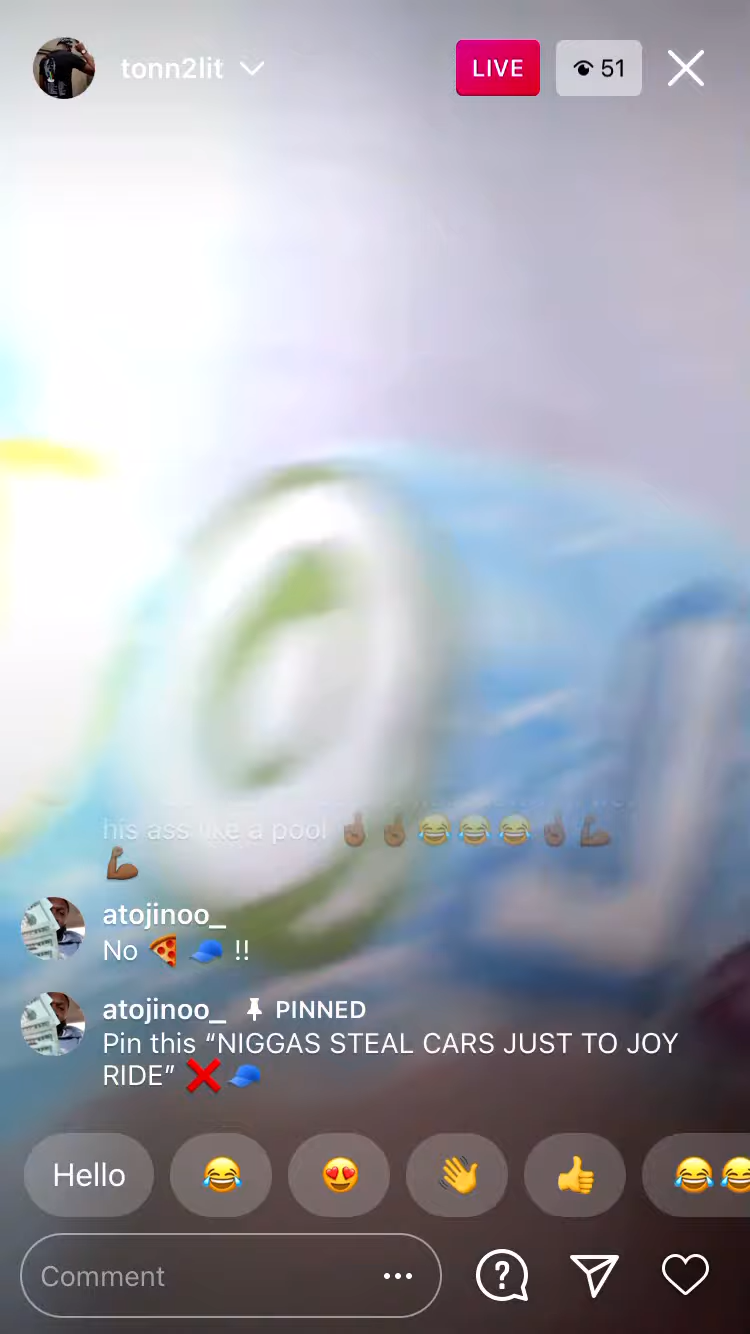 tonn2lit
LIVE
51
his ass like a pool 🤞🏾🤞🏾😂😂😂🤞🏾💪🏾
💪🏾
atojinoo_
No 🍕🧢 !!
atojinoo_ 📌 PINNED
Pin this “NIGGAS STEAL CARS JUST TO JOY
RIDE” ❌🧢
Hello 😂 😍 👋 👍 😂😂
Comment